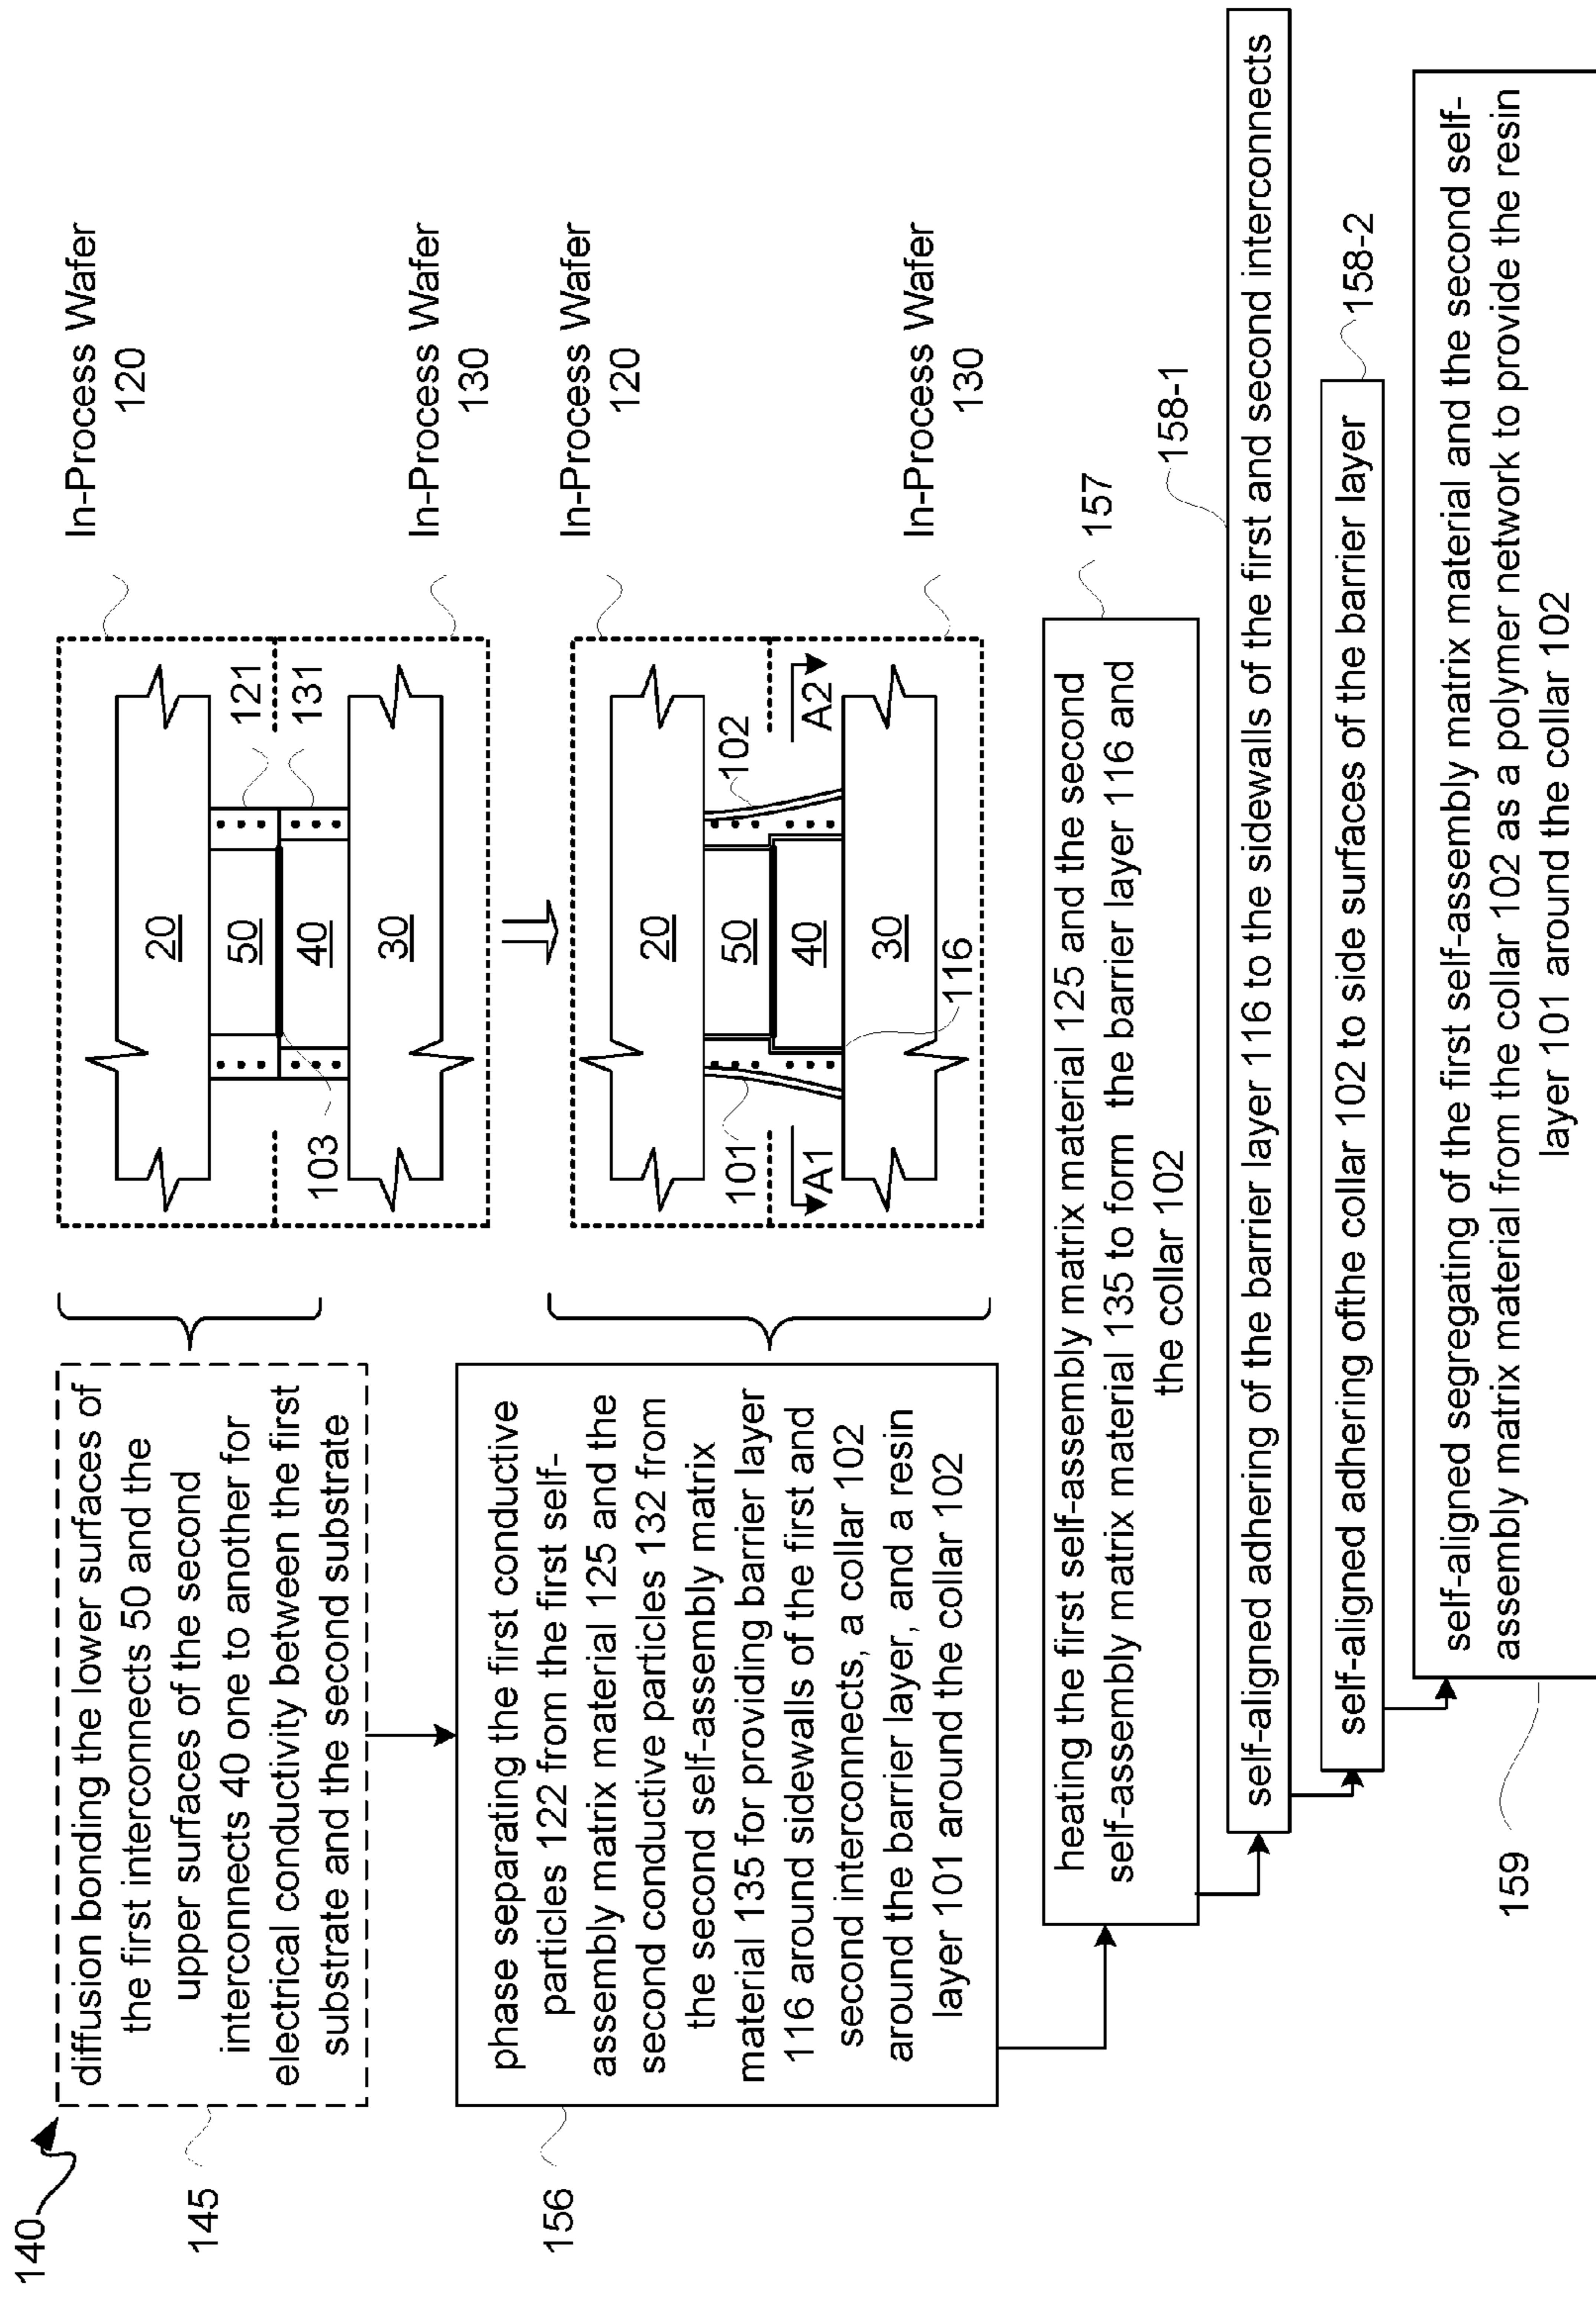 140
145
diffusion bonding the lower surfaces of
the first interconnects 50 and the
upper surfaces of the second
interconnects 40 one to another for
electrical conductivity between the first
substrate and the second substrate
20
50
40
30
103
121
131
In-Process Wafer
120
In-Process Wafer
130
156
phase separating the first conductive
particles 122 from the first self-
assembly matrix material 125 and the
second conductive particles 132 from
the second self-assembly matrix
material 135 for providing barrier layer
116 around sidewalls of the first and
second interconnects, a collar 102
around the barrier layer, and a resin
layer 101 around the collar 102
20
50
40
30
101
102
A1
A2
116
In-Process Wafer
120
In-Process Wafer
130
157
heating the first self-assembly matrix material 125 and the second
self-assembly matrix material 135 to form the barrier layer 116 and
the collar 102
158-1
self-aligned adhering of the barrier layer 116 to the sidewalls of the first and second interconnects
158-2
self-aligned adhering ofthe collar 102 to side surfaces of the barrier layer
159
self-aligned segregating of the first self-assembly matrix material and the second self-
assembly matrix material from the collar 102 as a polymer network to provide the resin
layer 101 around the collar 102